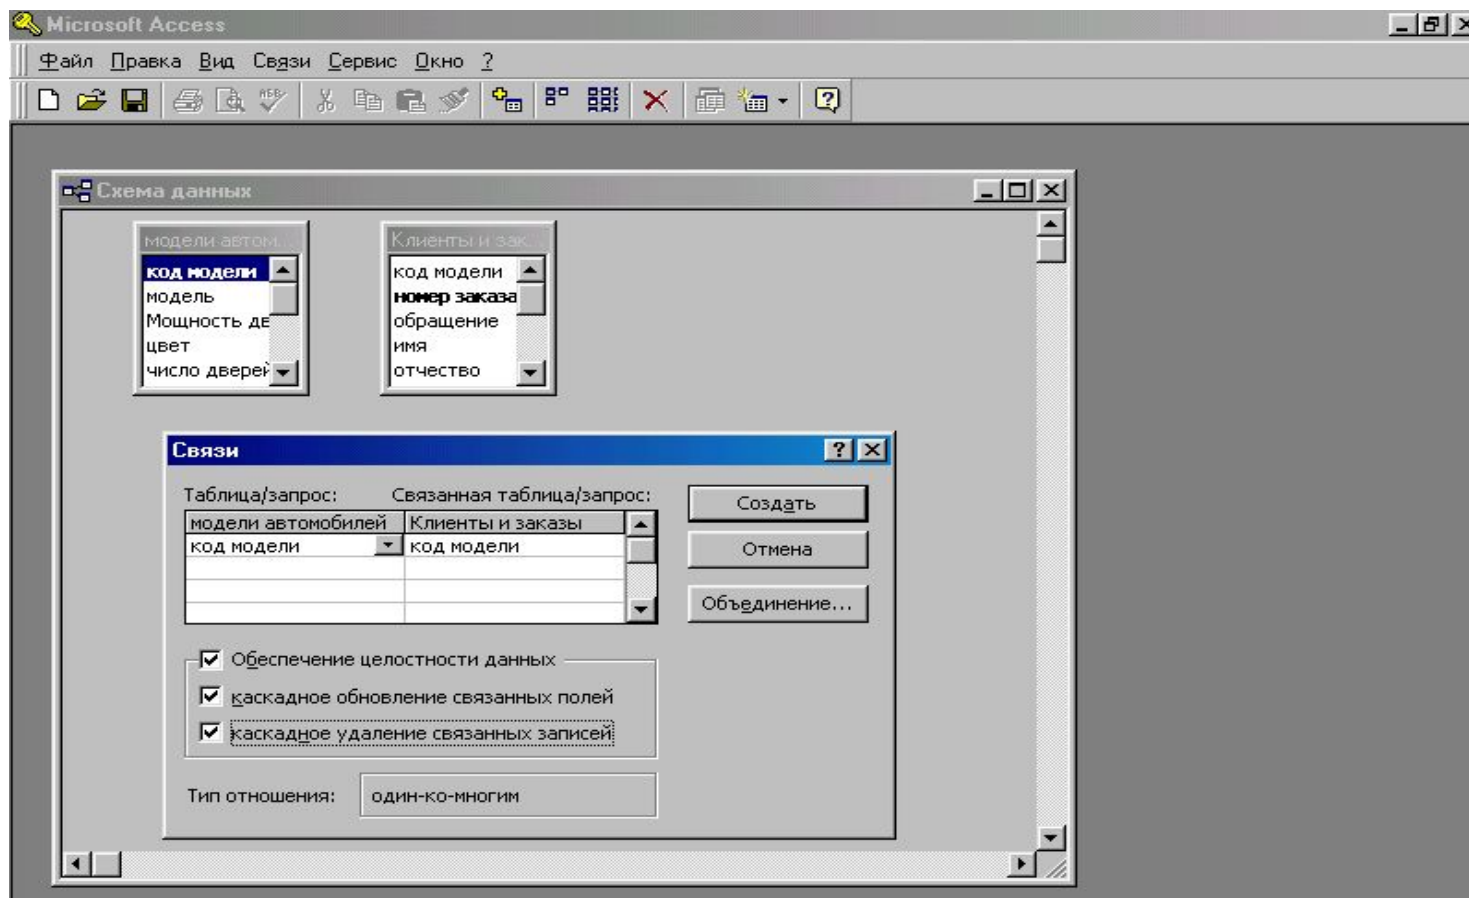 Microsoft Access
Файл Правка Вид Связи Сервис Окно ?
Схема данных
модели автом...
код модели
модель
Мощность дв
цвет
число дверей
Клиенты и зак...
код модели
номер заказа
обращение
имя
отчество
Связи
Таблица/запрос: Связанная таблица/запрос:
модели автомобилей Клиенты и заказы
код модели код модели
Создать
Отмена
Объединение...
Обеспечение целостности данных
каскадное обновление связанных полей
каскадное удаление связанных записей
Тип отношения: один-ко-многим